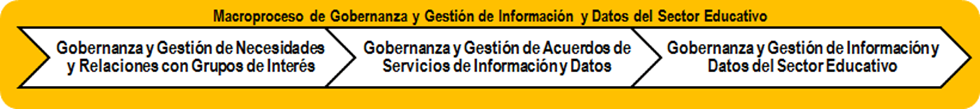 Macroproceso de Gobernanza y Gestión de Información y Datos del Sector Educativo
Gobernanza y Gestión de Necesidades
y Relaciones con Grupos de Interés
Gobernanza y Gestión de Acuerdos de
Servicios de Información y Datos
Gobernanza y Gestión de Información y
Datos del Sector Educativo